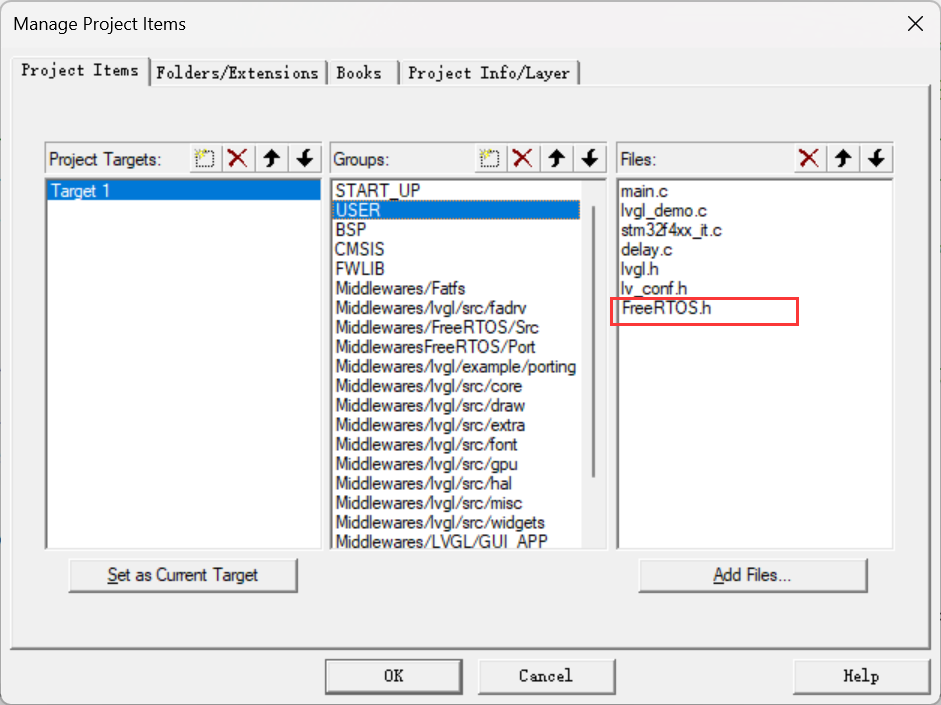 Manage Project Items
Project Items
Folders/Extensions
Books
Project Info/Layer
Project Targets:
Target 1
Set as Current Target
Groups:
START_UP
USER
BSP
CMSIS
FWLIB
Middlewares/Fatfs
Middlewares/lvgl/src/fadrv
Middlewares/FreeRTOS/Src
MiddlewaresFreeRTOS/Port
Middlewares/lvgl/example/porting
Middlewares/lvgl/src/core
Middlewares/lvgl/src/draw
Middlewares/lvgl/src/extra
Middlewares/lvgl/src/font
Middlewares/lvgl/src/gpu
Middlewares/lvgl/src/hal
Middlewares/lvgl/src/misc
Middlewares/lvgl/src/widgets
Middlewares/LVGL/GUI_APP
Files:
main.c
lvgl_demo.c
stm32f4xx_it.c
delay.c
lvgl.h
lv_conf.h
FreeRTOS.h
Add Files...
OK
Cancel
Help